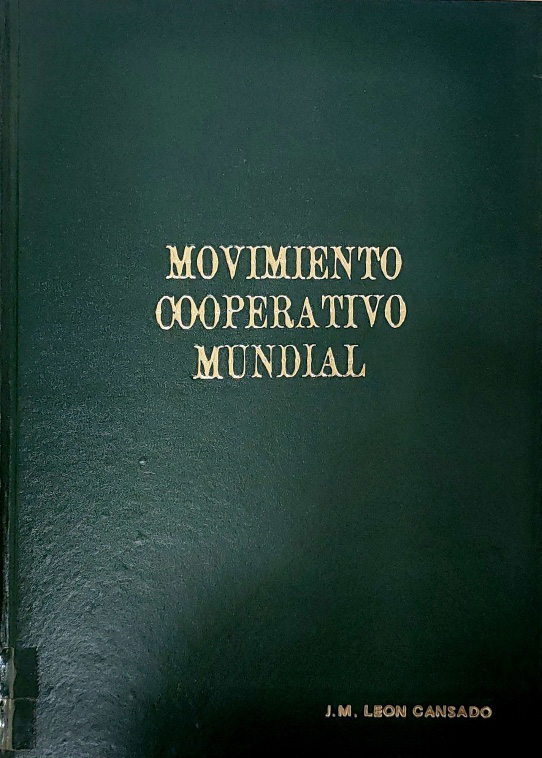 MOVIMIENTO
COOPERATIVO
MUNDIAL
J.M. LEON CANSADO